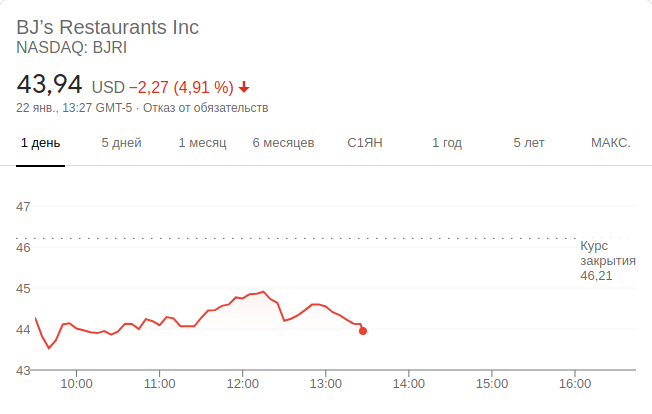 BJ’s Restaurants Inc
NASDAQ: BJRI
43,94 USD −2,27 (4,91 %)
22 янв., 13:27 GMT-5 · Отказ от обязательств
1 день 5 дней 1 месяц 6 месяцев С1ЯН 1 год 5 лет МАКС.
47
46
45
44
43
Курс
закрытия
46,21
10:00 11:00 12:00 13:00 14:00 15:00 16:00